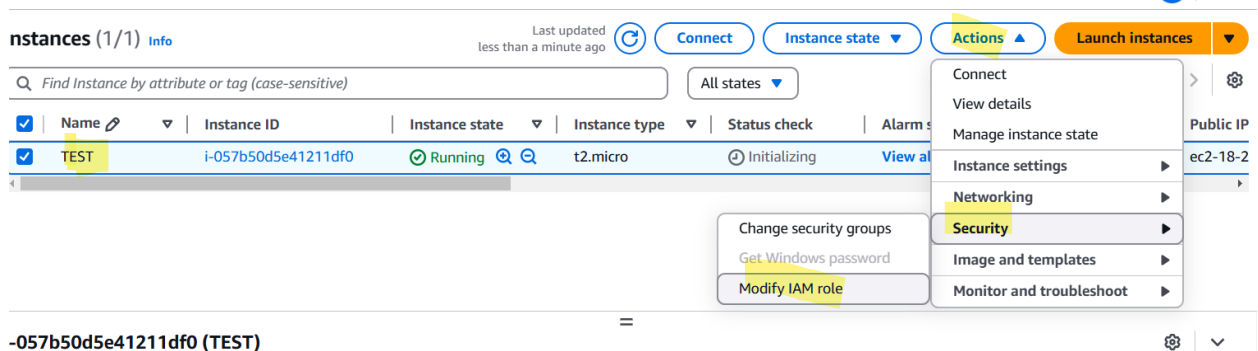 nstances (1/1) Info
Last updated
less than a minute ago
Connect
Instance state
Actions
Launch instances
Find Instance by attribute or tag (case-sensitive)
All states
Name
Instance ID
Instance state
Instance type
Status check
Alarm s
Public IP
TEST
i-057b50d5e41211df0
Running
t2.micro
Initializing
View al
ec2-18-2
Connect
View details
Manage instance state
Instance settings
Networking
Security
Image and templates
Monitor and troubleshoot
Change security groups
Get Windows password
Modify IAM role
-057b50d5e41211df0 (TEST)